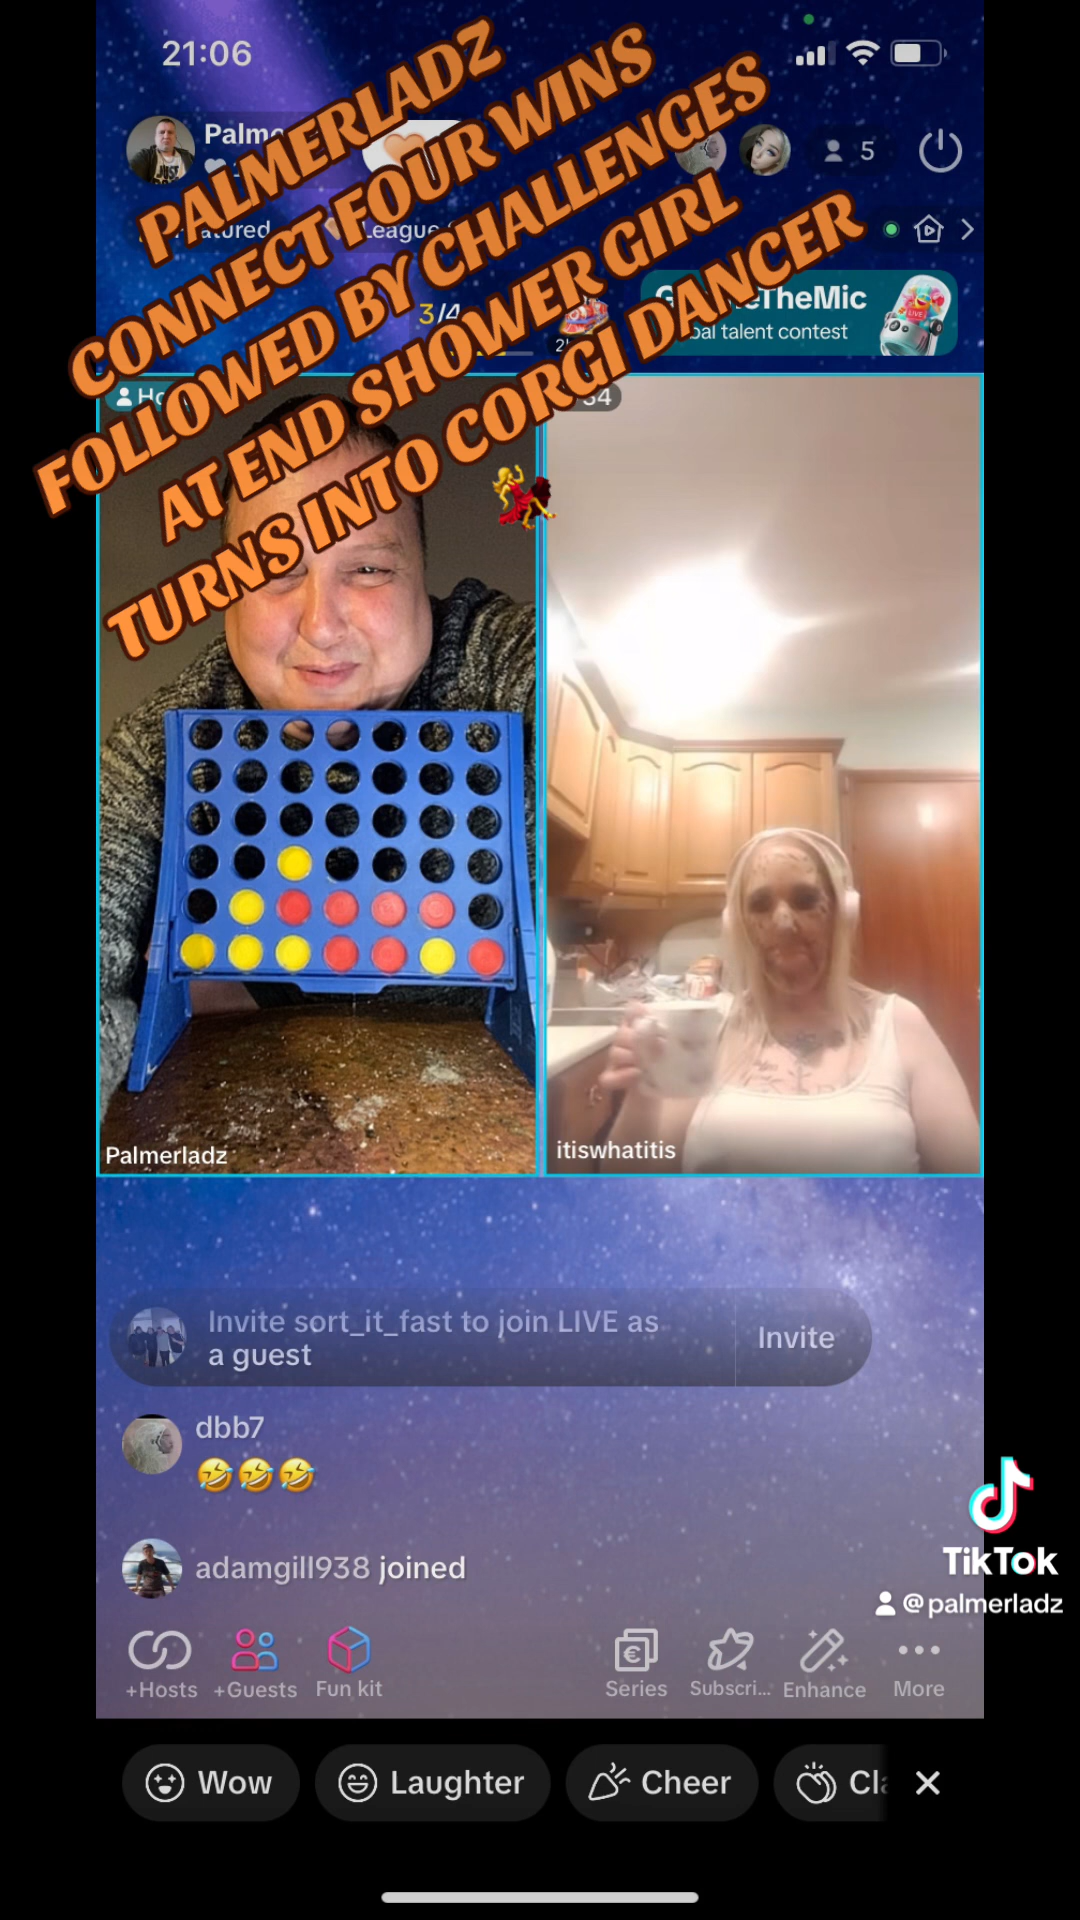 21:06
PALMERLADZ
CONNECT FOUR WINS
FOLLOWED BY CHALLENGES
AT END SHOWER GIRL
TURNS INTO CORGI DANCER
5
League
3/4
TheMic
talent contest
Palmerladz
itiswhatitis
Invite sort_it_fast to join LIVE as
a guest
Invite
dbb7
🤣🤣🤣
adamgill938 joined
TikTok
@palmerladz
+Hosts +Guests Fun kit Series Subscri... Enhance More
Wow Laughter Cheer